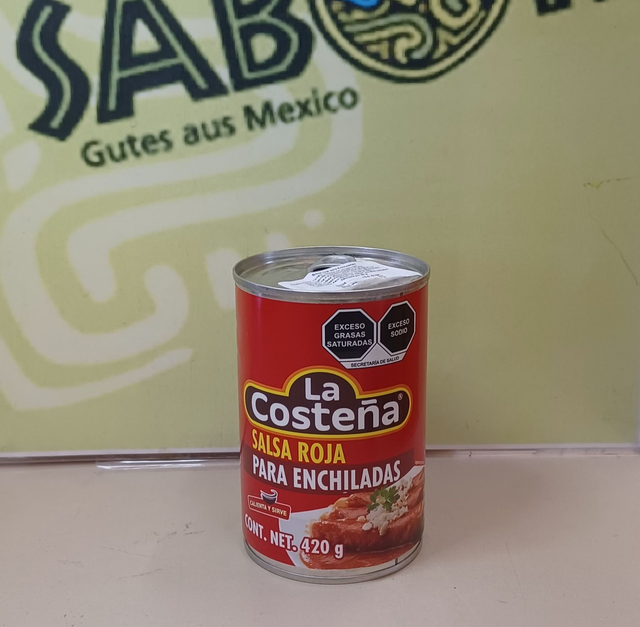 SABOR
Gutes aus Mexico
EXCESO
GRASAS
SATURADAS
EXCESO
SODIO
SECRETARÍA DE SALUD
La
Costeña®
SALSA ROJA
PARA ENCHILADAS
CALIENTA Y SIRVE
CONT. NET. 420 g